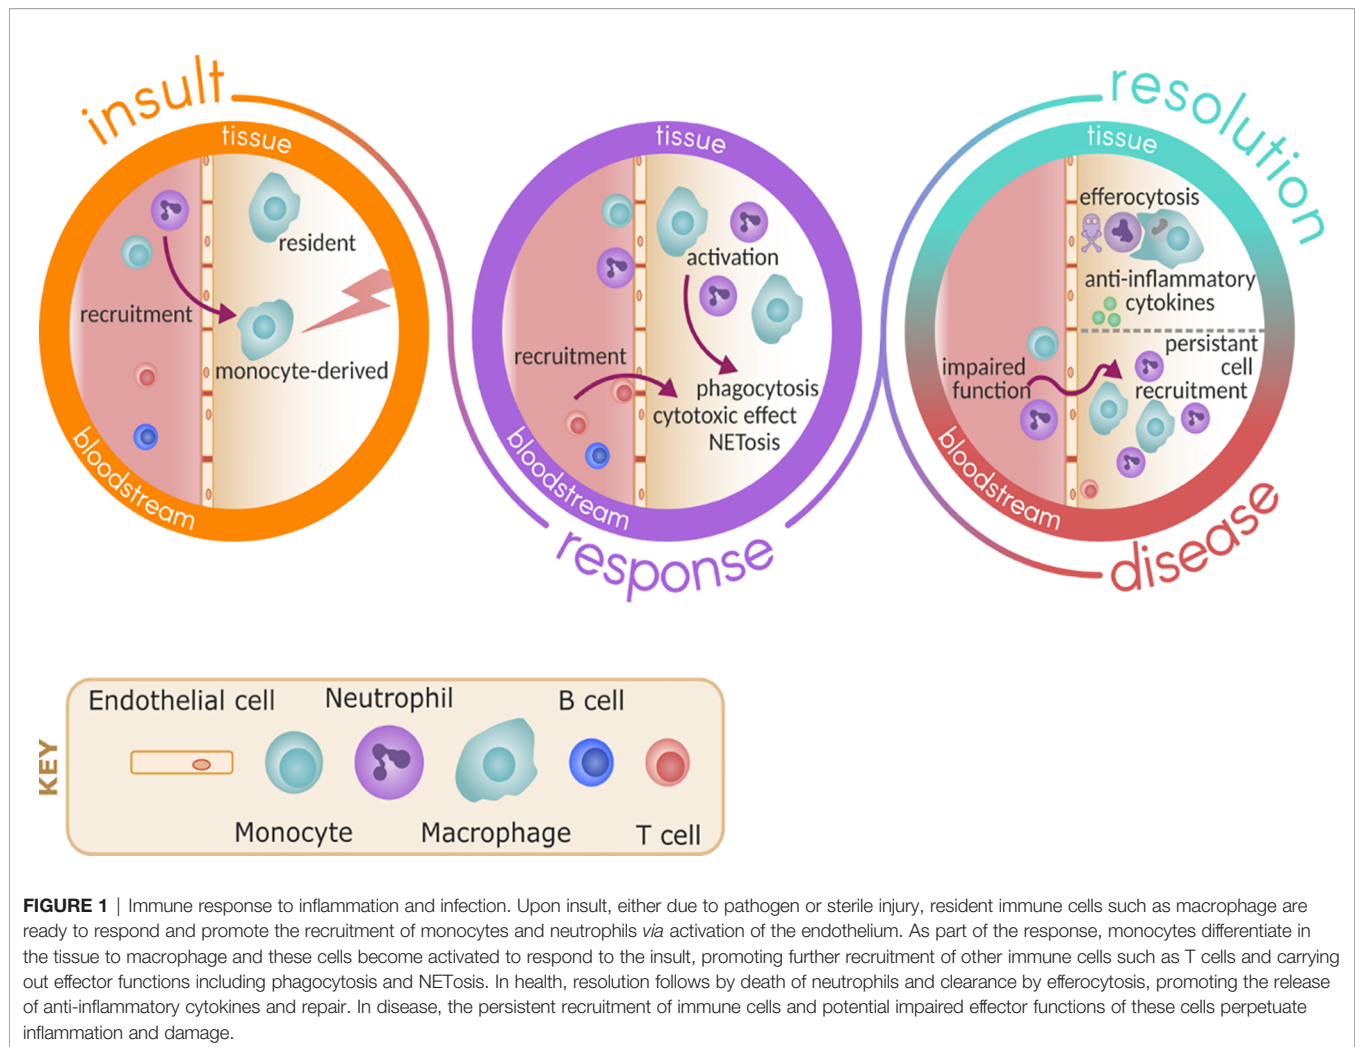 insult
tissue
resident
recruitment
monocyte-derived
bloodstream
tissue
activation
recruitment
phagocytosis
cytotoxic effect
NETosis
bloodstream
response
resolution
tissue
efferocytosis
anti-inflammatory
cytokines
persistant
cell
recruitment
impaired
function
bloodstream
disease
KEY
Endothelial cell
Neutrophil
B cell
Monocyte
Macrophage
T cell
FIGURE 1 | Immune response to inflammation and infection. Upon insult, either due to pathogen or sterile injury, resident immune cells such as macrophage are
ready to respond and promote the recruitment of monocytes and neutrophils via activation of the endothelium. As part of the response, monocytes differentiate in
the tissue to macrophage and these cells become activated to respond to the insult, promoting further recruitment of other immune cells such as T cells and carrying
out effector functions including phagocytosis and NETosis. In health, resolution follows by death of neutrophils and clearance by efferocytosis, promoting the release
of anti-inflammatory cytokines and repair. In disease, the persistent recruitment of immune cells and potential impaired effector functions of these cells perpetuate
inflammation and damage.